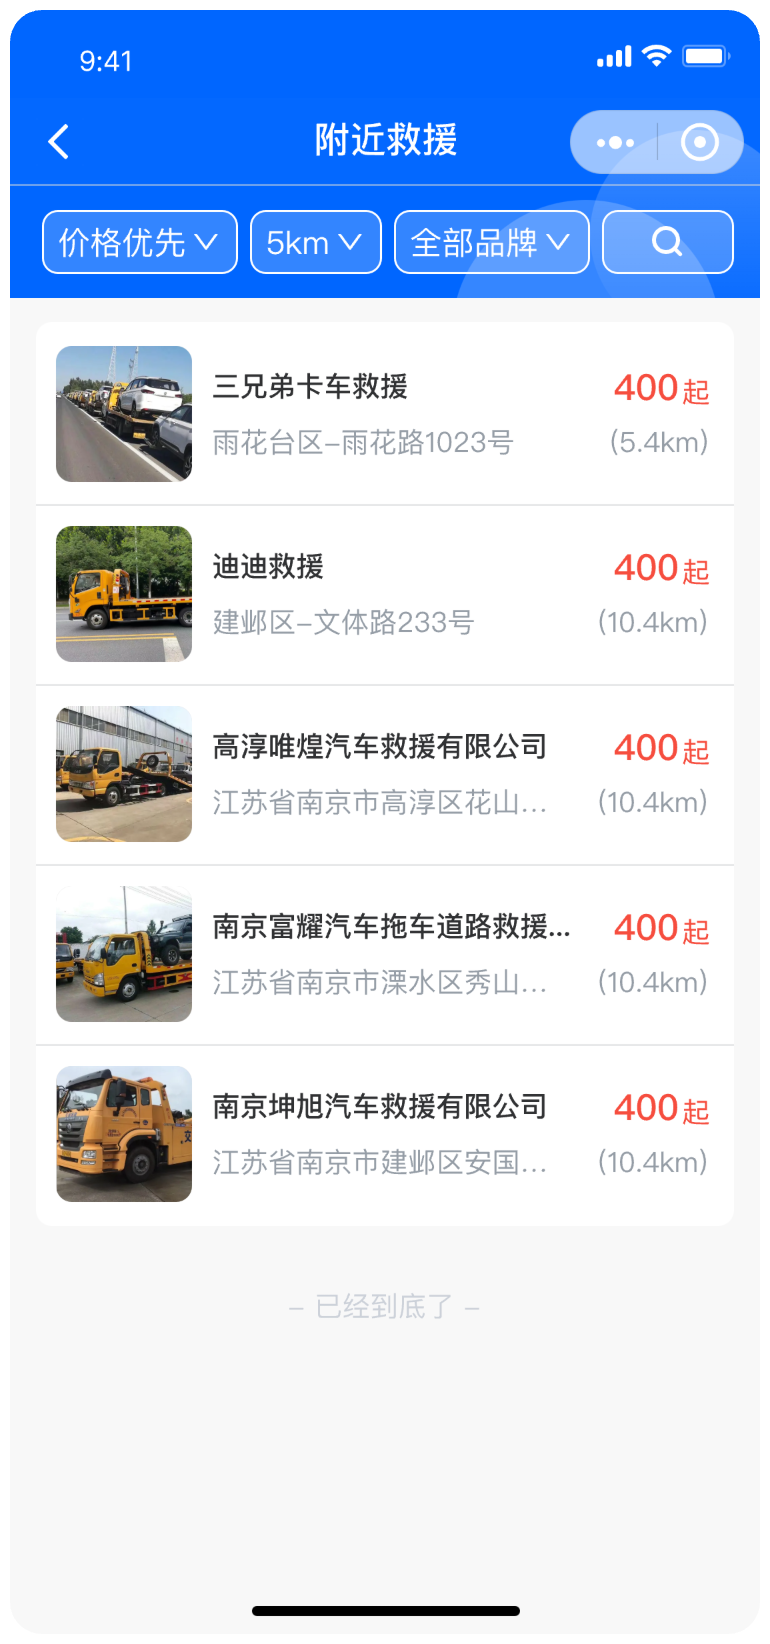 9:41
附近救援
价格优先 5km 全部品牌
三兄弟卡车救援 400起
雨花台区-雨花路1023号 (5.4km)
迪迪救援 400起
建邺区-文体路233号 (10.4km)
高淳唯煌汽车救援有限公司 400起
江苏省南京市高淳区花山... (10.4km)
南京富耀汽车拖车道路救援... 400起
江苏省南京市溧水区秀山... (10.4km)
南京坤旭汽车救援有限公司 400起
江苏省南京市建邺区安国... (10.4km)
- 已经到底了 -